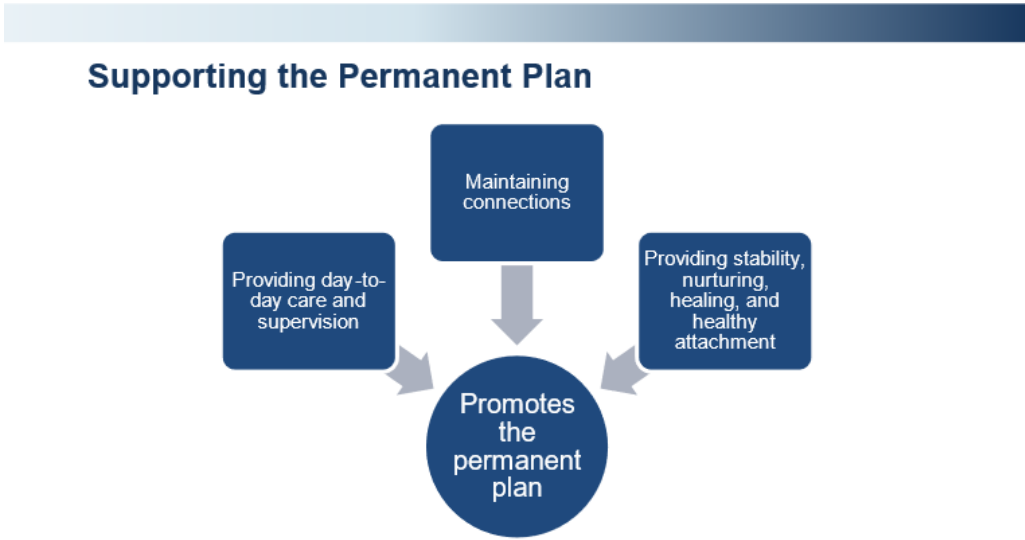 Supporting the Permanent Plan
Maintaining
connections
Providing day-to-
day care and
supervision
Providing stability,
nurturing,
healing, and
healthy
attachment
Promotes
the
permanent
plan